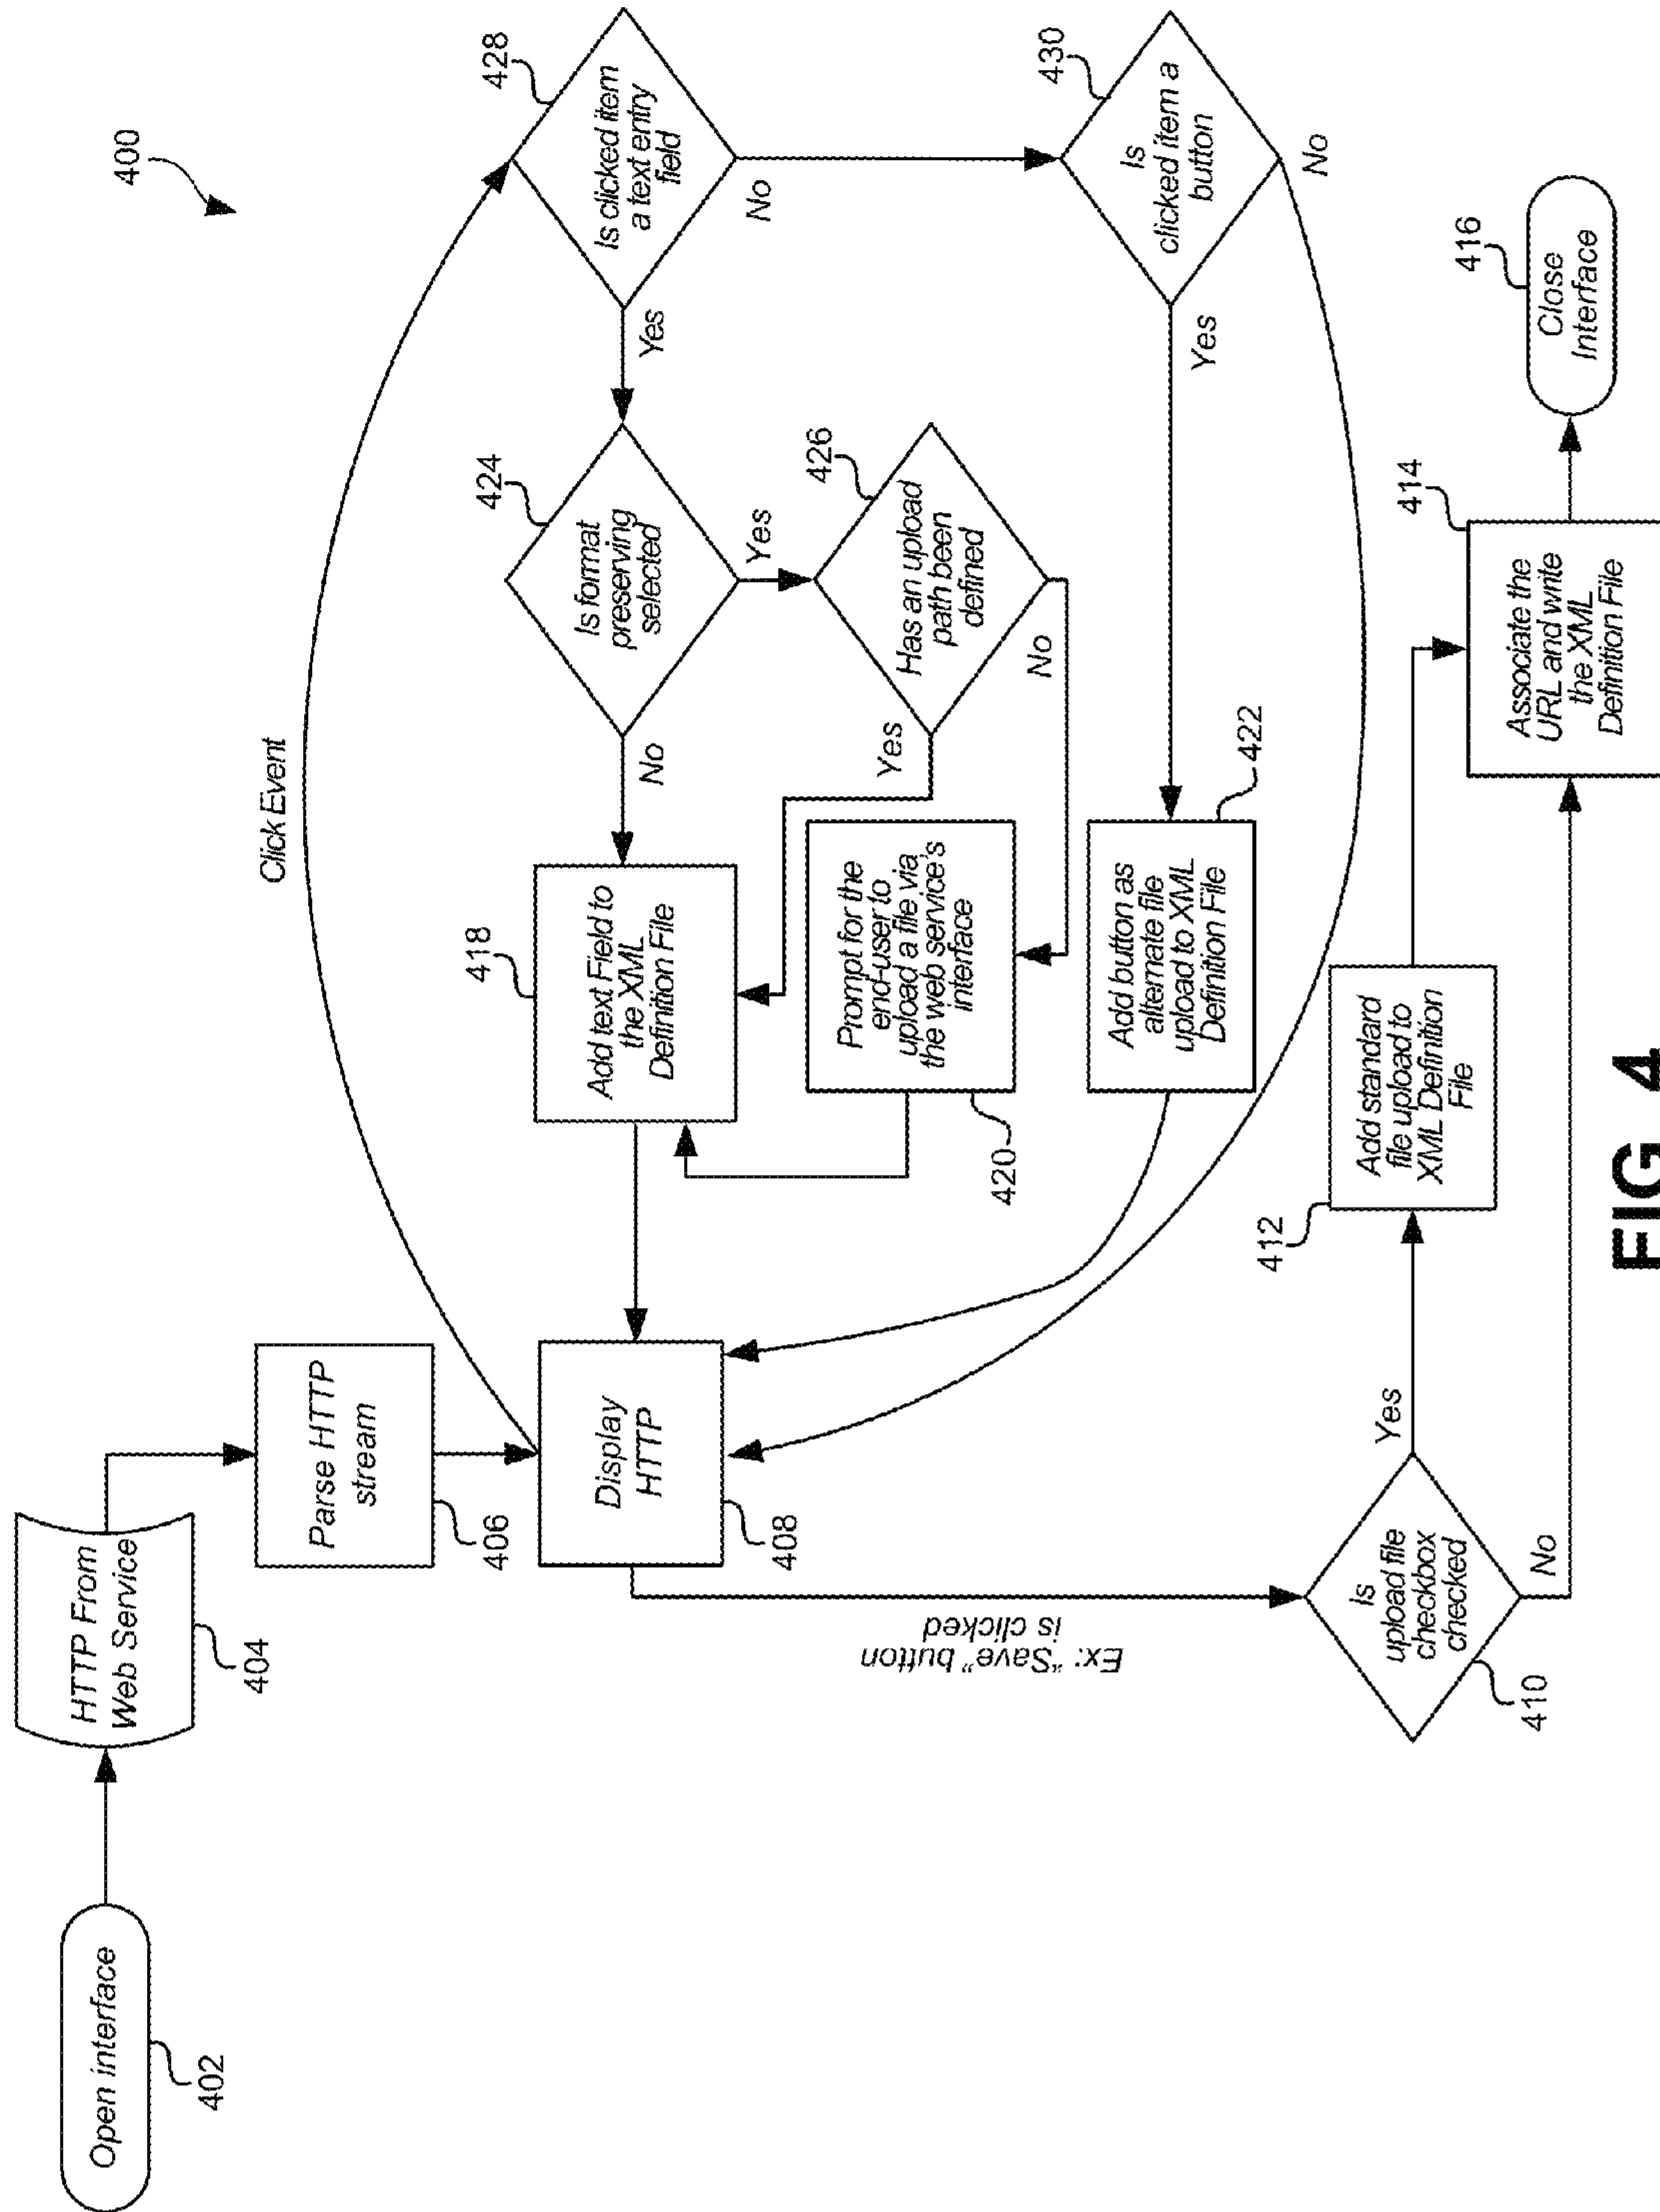 400
Open interface
402
HTTP From
Web Service
404
Parse HTTP
stream
406
Display
HTTP
408
Click Event
Is clicked item
a text entry
field
428
Yes
No
Is format
preserving
selected
424
Yes
No
Has an upload
path been
defined
426
Yes
No
Add text Field to
the XML
Definition File
418
Prompt for the
end-user to
upload a file via
the web service's
interface
420
Is
clicked item a
button
430
Yes
No
Add button as
alternate file
upload to XML
Definition File
422
Ex: "Save" button
is clicked
Is
upload file
checkbox
checked
410
Yes
No
Add standard
file upload to
XML Definition
File
412
Associate the
URL and write
the XML
Definition File
414
Close
Interface
416
FIG 4